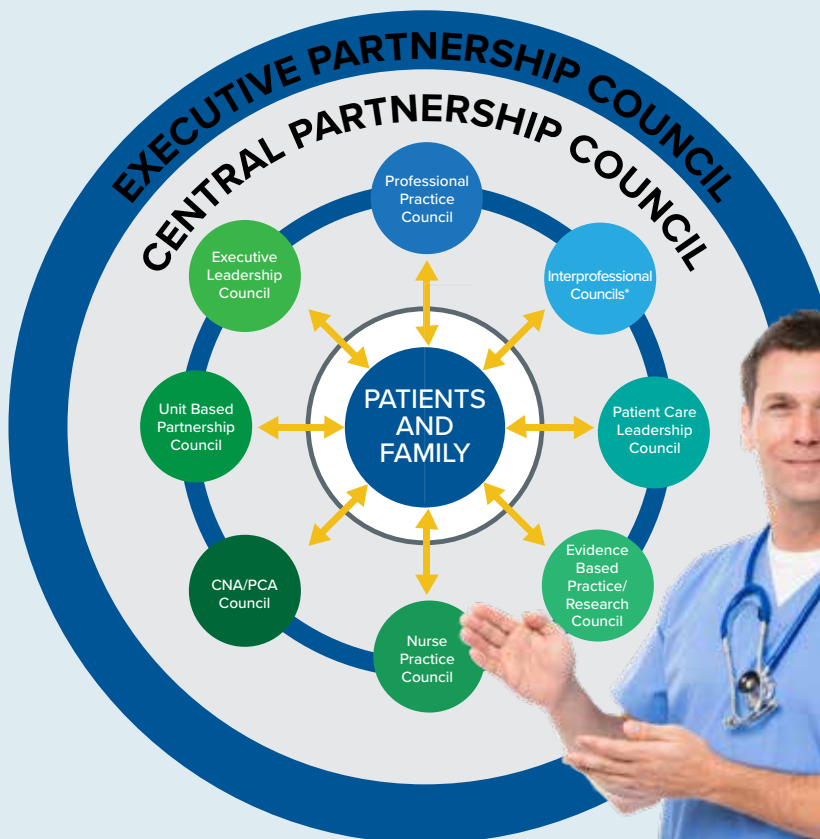 EXECUTIVE PARTNERSHIP COUNCIL
CENTRAL PARTNERSHIP COUNCIL
Professional
Practice
Council
Executive
Leadership
Council
Interprofessional
Councils*
PATIENTS
AND
FAMILY
Unit Based
Partnership
Council
Patient Care
Leadership
Council
CNA/PCA
Council
Evidence
Based
Practice/
Research
Council
Nurse
Practice
Council